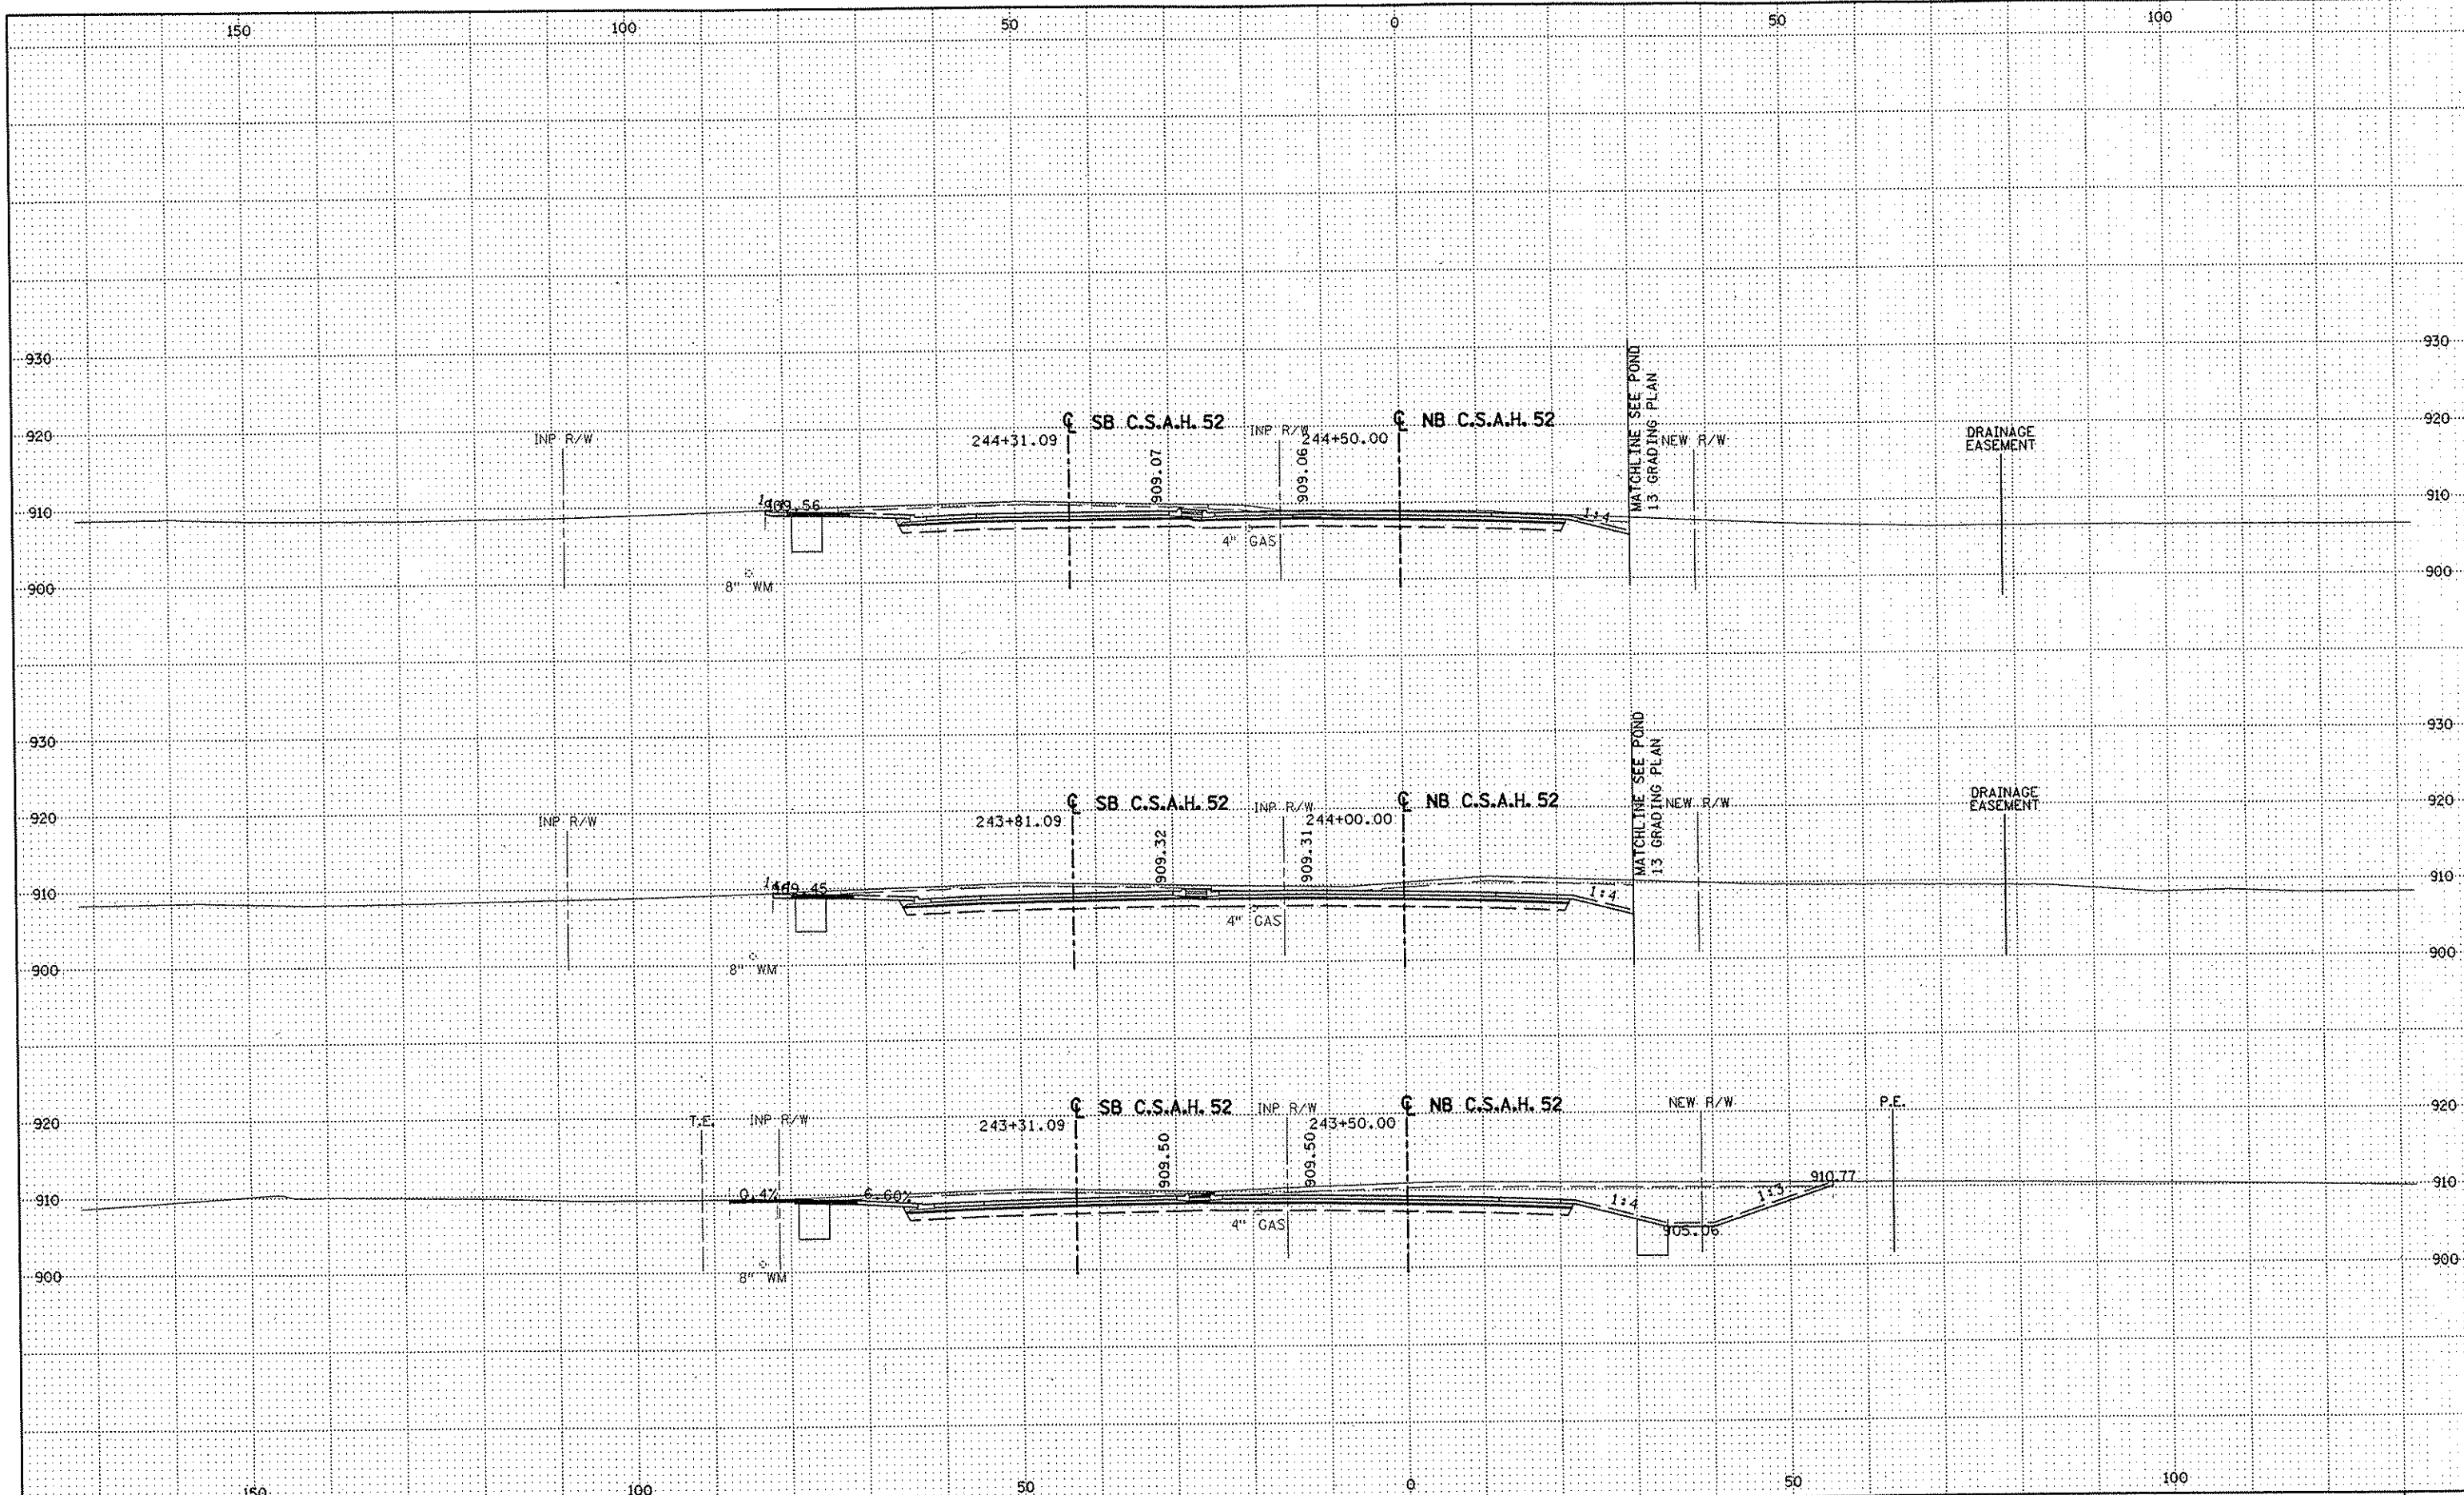 150 100 50 0 50 100
930 930
MATCHLINE SEE POND
13 GRADING PLAN
℄ SB C.S.A.H. 52
℄ NB C.S.A.H. 52
920 920
INP R/W
244+31.09
INP R/W
244+50.00
NEW R/W
DRAINAGE
EASEMENT
909.07
909.06
910 910
1:4
4" GAS
8" WM
900 900
930 930
MATCHLINE SEE POND
13 GRADING PLAN
℄ SB C.S.A.H. 52
℄ NB C.S.A.H. 52
920 920
INP R/W
243+81.09
INP R/W
244+00.00
NEW R/W
DRAINAGE
EASEMENT
909.32
909.31
910 910
1:4
4" GAS
8" WM
900 900
℄ SB C.S.A.H. 52
℄ NB C.S.A.H. 52
920 920
T.E.
INP R/W
243+31.09
INP R/W
243+50.00
NEW R/W
P.E.
909.50
909.50
910 910
0.4%
6.60%
1:4
1:3
910.77
905.06
4" GAS
8" WM
900 900
150 100 50 0 50 100